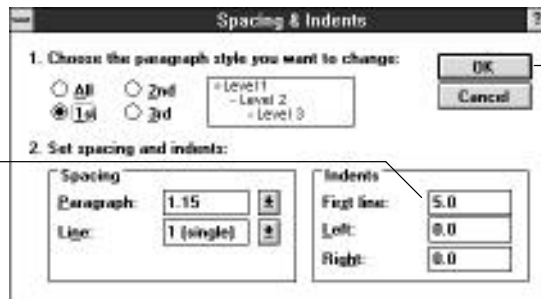 Spacing & Indents
1. Choose the paragraph style you want to change:
All 2nd
1st 3rd
Level 1
- Level 2
- Level 3
OK
Cancel
2. Set spacing and indents:
Spacing
Paragraph: 1.15
Line: 1 (single)
Indents
First line: 5.0
Left: 0.0
Right: 0.0